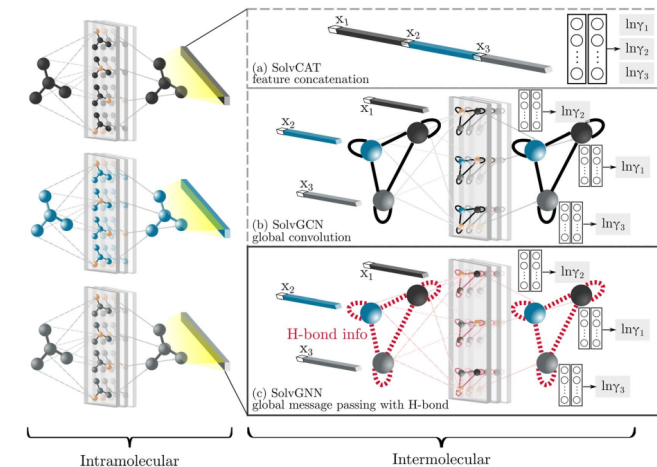 x₁
x₂
x₃
lnγ₁
lnγ₂
lnγ₃
(a) SolvCAT
feature concatenation
x₁
x₂
x₃
lnγ₂
lnγ₁
lnγ₃
(b) SolvGCN
global convolution
x₁
x₂
x₃
H-bond info
lnγ₂
lnγ₁
lnγ₃
(c) SolvGNN
global message passing with H-bond
Intramolecular
Intermolecular